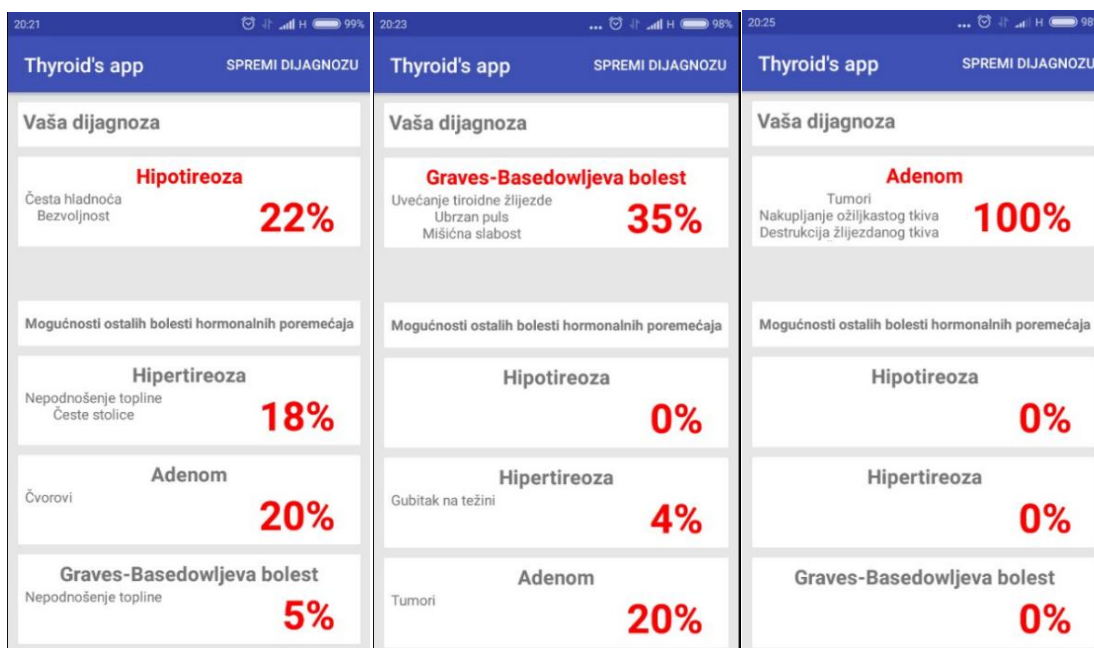 20:21
H 99%
Thyroid's app
SPREMI DIJAGNOZU
Vaša dijagnoza
Hipotireoza
Česta hladnoća
Bezvoljnost
22%
Mogućnosti ostalih bolesti hormonalnih poremećaja
Hipertireoza
Nepodnošenje topline
Česte stolice
18%
Adenom
Čvorovi
20%
Graves-Basedowljeva bolest
Nepodnošenje topline
5%
20:23
... H 98%
Thyroid's app
SPREMI DIJAGNOZU
Vaša dijagnoza
Graves-Basedowljeva bolest
Uvećanje tiroidne žlijezde
Ubrzan puls
Mišićna slabost
35%
Mogućnosti ostalih bolesti hormonalnih poremećaja
Hipotireoza
0%
Hipertireoza
Gubitak na težini
4%
Adenom
Tumori
20%
20:25
... H 98%
Thyroid's app
SPREMI DIJAGNOZU
Vaša dijagnoza
Adenom
Tumori
Nakupljanje ožiljkastog tkiva
Destrukcija žlijezdanog tkiva
100%
Mogućnosti ostalih bolesti hormonalnih poremećaja
Hipotireoza
0%
Hipertireoza
0%
Graves-Basedowljeva bolest
0%